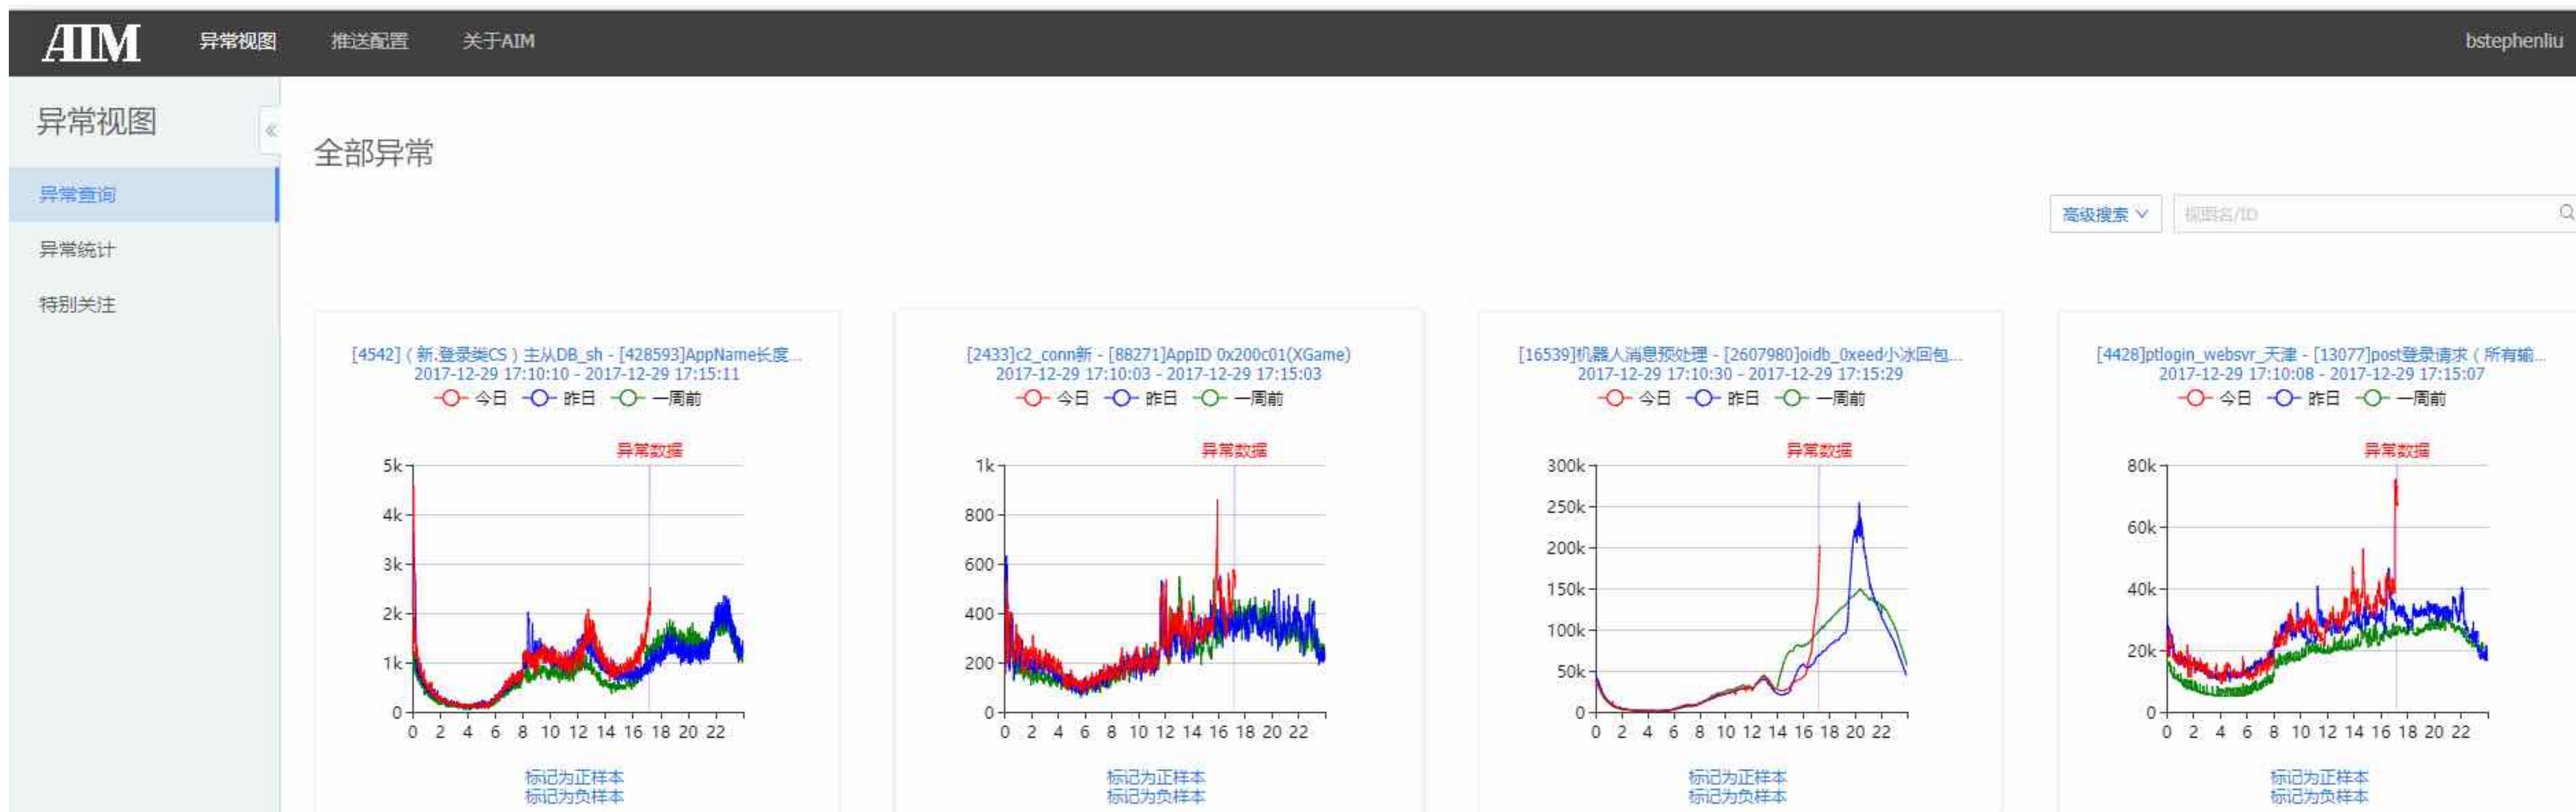 AIM 异常视图 推送配置 关于AIM bstephenliu
异常视图
«
异常查询
异常统计
特别关注
全部异常
高级搜索 视图名/ID
[4542] ( 新.登录类CS ) 主从DB_sh - [428593]AppName长度...
2017-12-29 17:10:10 - 2017-12-29 17:15:11
今日 昨日 一周前
异常数据
5k
4k
3k
2k
1k
0
0 2 4 6 8 10 12 14 16 18 20 22
标记为正样本
标记为负样本
[2433]c2_conn新 - [88271]AppID 0x200c01(XGame)
2017-12-29 17:10:03 - 2017-12-29 17:15:03
今日 昨日 一周前
异常数据
1k
800
600
400
200
0
0 2 4 6 8 10 12 14 16 18 20 22
标记为正样本
标记为负样本
[16539]机器人消息预处理 - [2607980]oidb_0xeed小冰回包...
2017-12-29 17:10:30 - 2017-12-29 17:15:29
今日 昨日 一周前
异常数据
300k
250k
200k
150k
100k
50k
0
0 2 4 6 8 10 12 14 16 18 20 22
标记为正样本
标记为负样本
[4428]ptlogin_websvr_天津 - [13077]post登录请求 ( 所有输...
2017-12-29 17:10:08 - 2017-12-29 17:15:07
今日 昨日 一周前
异常数据
80k
60k
40k
20k
0
0 2 4 6 8 10 12 14 16 18 20 22
标记为正样本
标记为负样本